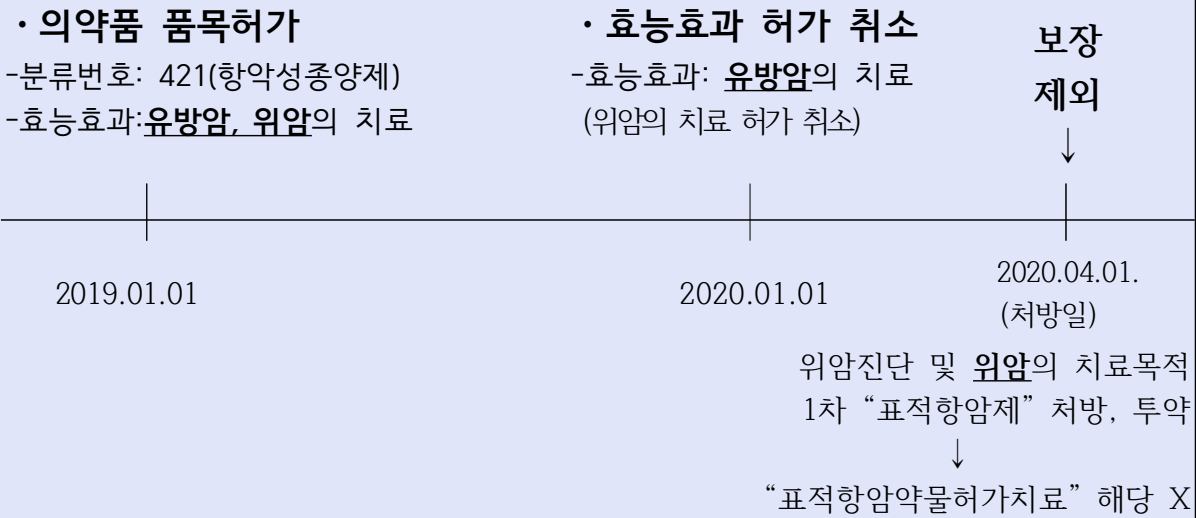 ・의약품 품목허가
-분류번호: 421(항악성종양제)
-효능효과:유방암, 위암의 치료
・효능효과 허가 취소
-효능효과: 유방암의 치료
(위암의 치료 허가 취소)
보장
제외
↓
2019.01.01
2020.01.01
2020.04.01.
(처방일)
위암진단 및 위암의 치료목적
1차 “표적항암제” 처방, 투약
↓
“표적항암약물허가치료” 해당 X